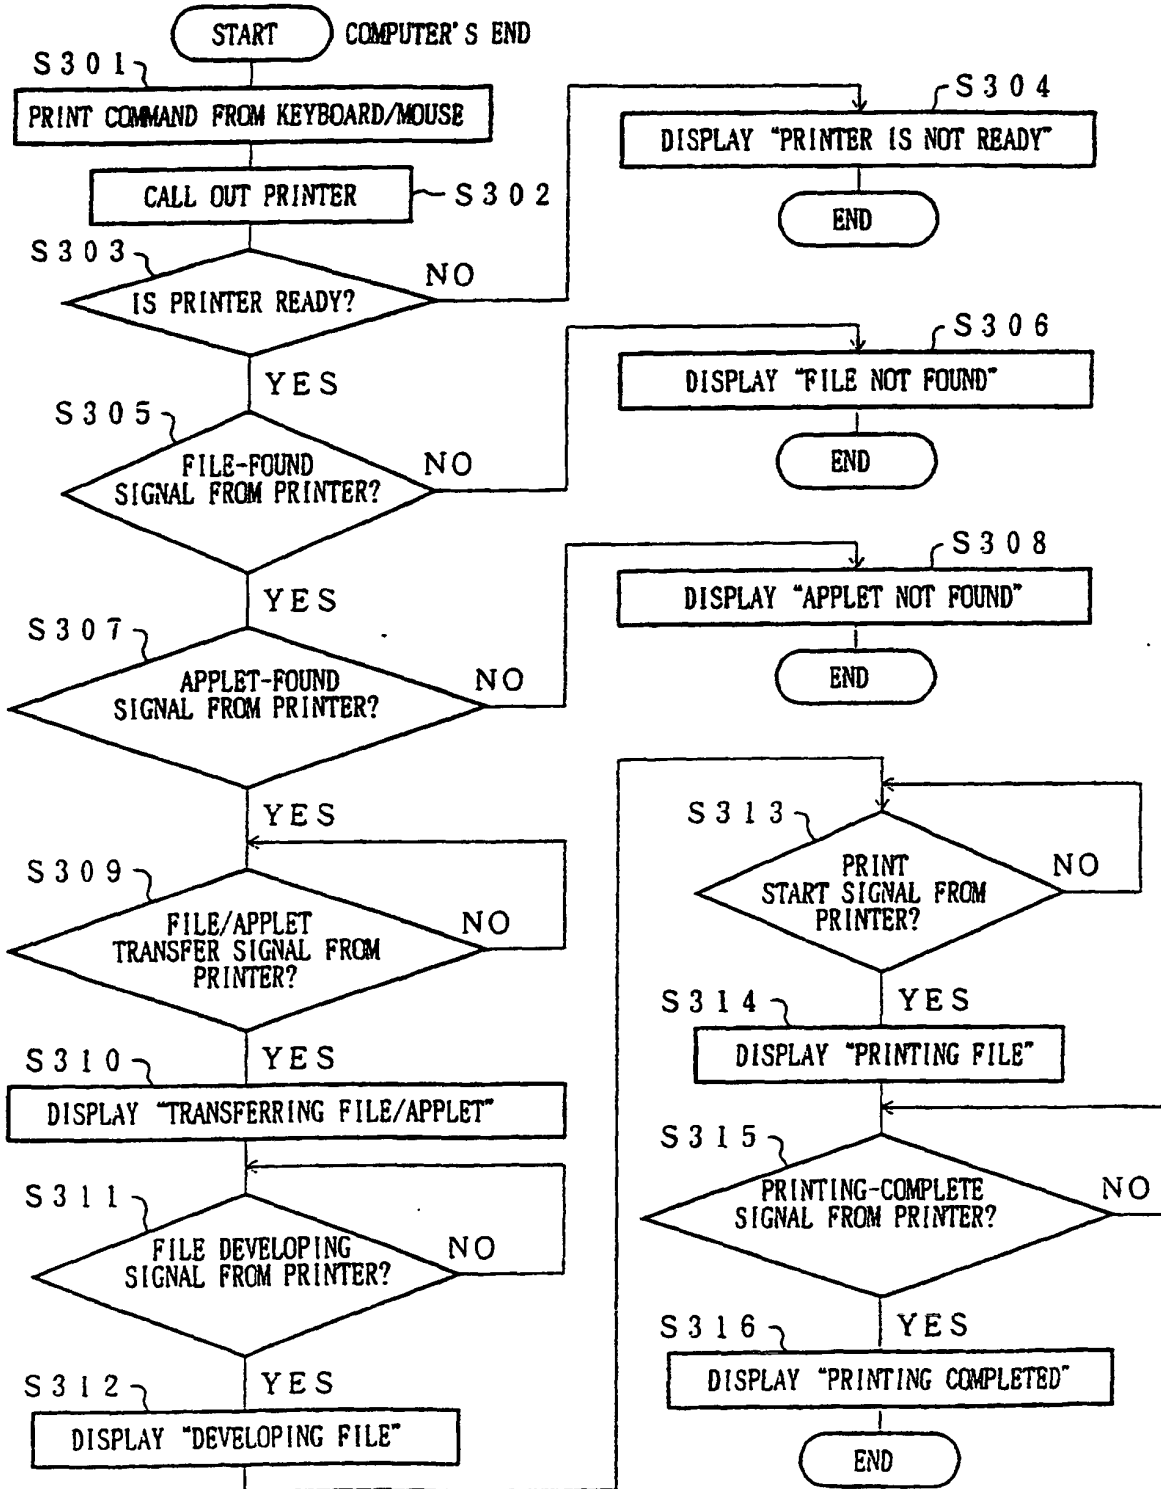 START
COMPUTER'S END
S301
PRINT COMMAND FROM KEYBOARD/MOUSE
CALL OUT PRINTER
S302
S303
IS PRINTER READY?
NO
YES
S304
DISPLAY "PRINTER IS NOT READY"
END
S305
FILE-FOUND
SIGNAL FROM PRINTER?
NO
YES
S306
DISPLAY "FILE NOT FOUND"
END
S307
APPLET-FOUND
SIGNAL FROM PRINTER?
NO
YES
S308
DISPLAY "APPLET NOT FOUND"
END
S309
FILE/APPLET
TRANSFER SIGNAL FROM
PRINTER?
NO
YES
S310
DISPLAY "TRANSFERRING FILE/APPLET"
S311
FILE DEVELOPING
SIGNAL FROM PRINTER?
NO
YES
S312
DISPLAY "DEVELOPING FILE"
S313
PRINT
START SIGNAL FROM
PRINTER?
NO
YES
S314
DISPLAY "PRINTING FILE"
S315
PRINTING-COMPLETE
SIGNAL FROM PRINTER?
NO
YES
S316
DISPLAY "PRINTING COMPLETED"
END